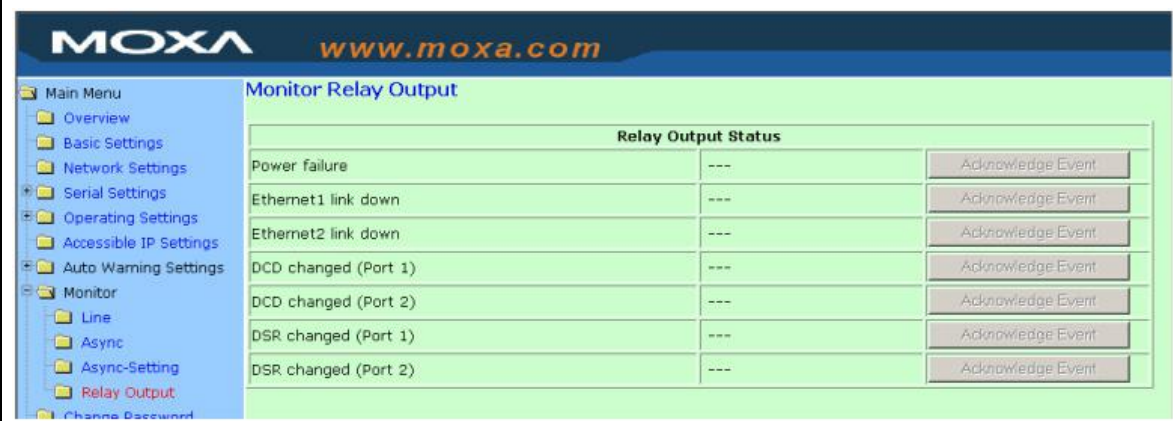 MOXA www.moxa.com
Main Menu
Overview
Basic Settings
Network Settings
Serial Settings
Operating Settings
Accessible IP Settings
Auto Warning Settings
Monitor
Line
Async
Async-Setting
Relay Output
Change Password
Monitor Relay Output
Relay Output Status
Power failure --- Acknowledge Event
Ethernet1 link down --- Acknowledge Event
Ethernet2 link down --- Acknowledge Event
DCD changed (Port 1) --- Acknowledge Event
DCD changed (Port 2) --- Acknowledge Event
DSR changed (Port 1) --- Acknowledge Event
DSR changed (Port 2) --- Acknowledge Event